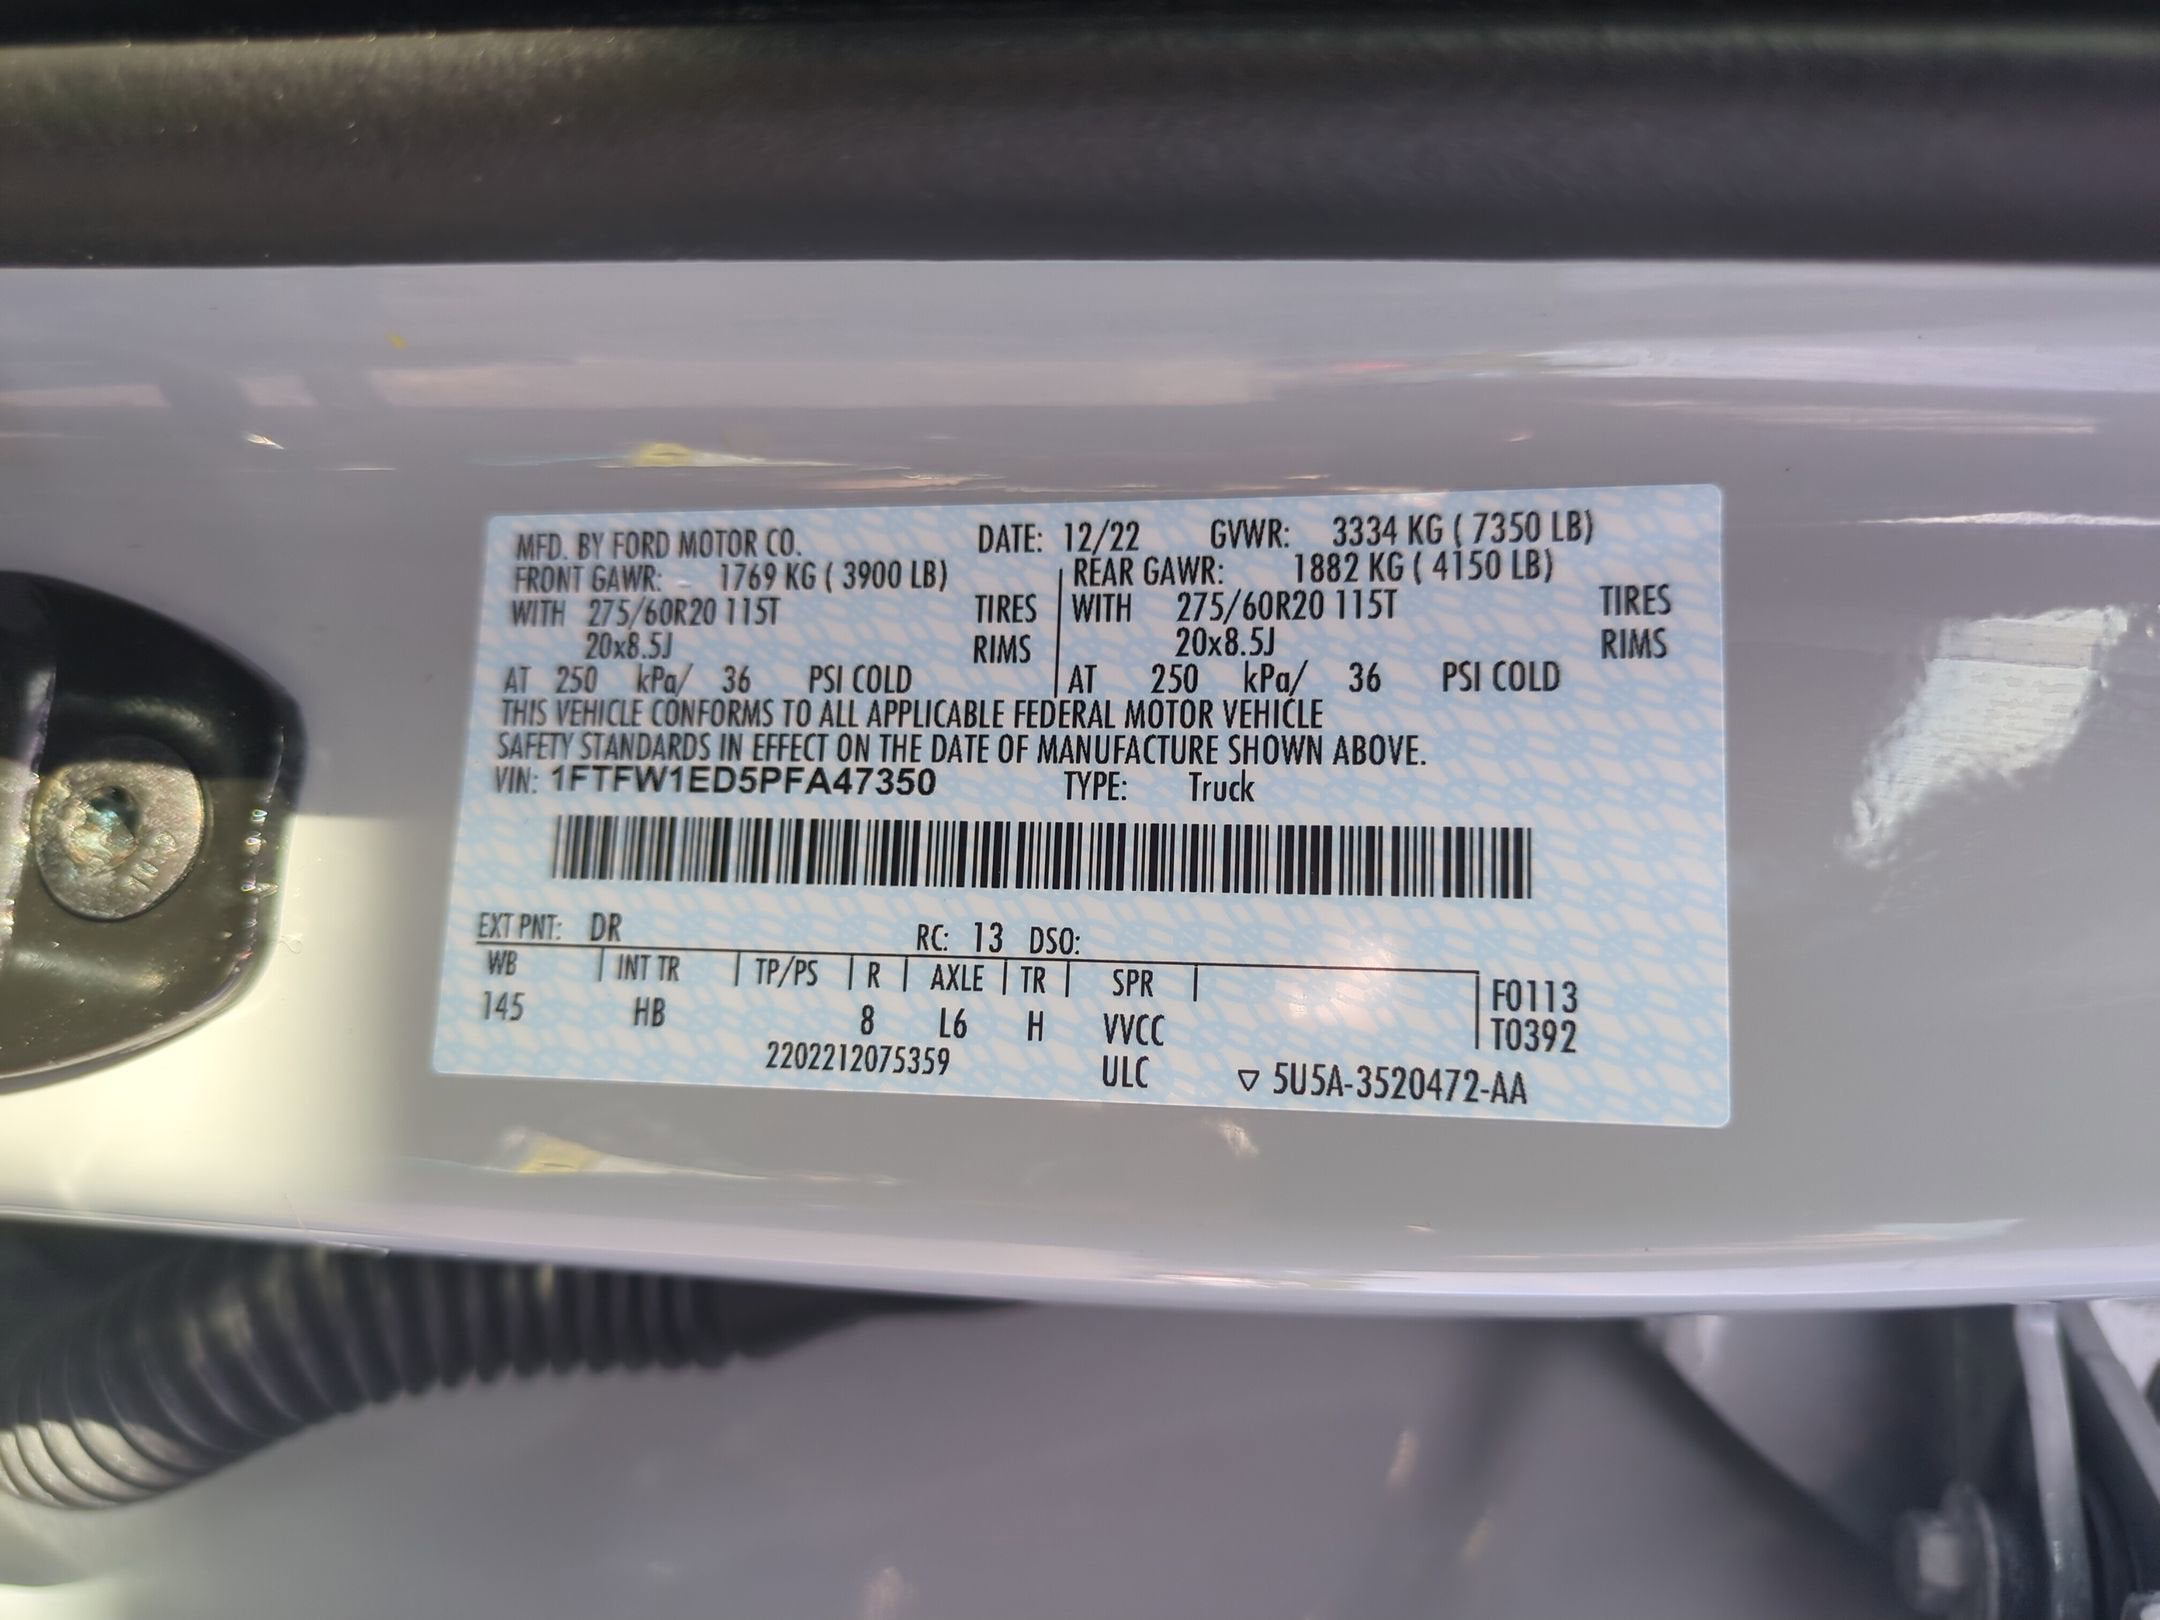 MFD. BY FORD MOTOR CO. DATE: 12/22 GVWR: 3334 KG ( 7350 LB)
FRONT GAWR: 1769 KG ( 3900 LB) REAR GAWR: 1882 KG ( 4150 LB)
WITH 275/60R20 115T TIRES WITH 275/60R20 115T TIRES
20x8.5J RIMS 20x8.5J RIMS
AT 250 kPa/ 36 PSI COLD AT 250 kPa/ 36 PSI COLD
THIS VEHICLE CONFORMS TO ALL APPLICABLE FEDERAL MOTOR VEHICLE
SAFETY STANDARDS IN EFFECT ON THE DATE OF MANUFACTURE SHOWN ABOVE.
VIN: 1FTFW1ED5PFA47350 TYPE: Truck
EXT PNT: DR RC: 13 DSO:
WB INT TR TP/PS R AXLE TR SPR F0113
145 HB 8 L6 H VVCC T0392
2202212075359 ULC ▽ 5U5A-3520472-AA